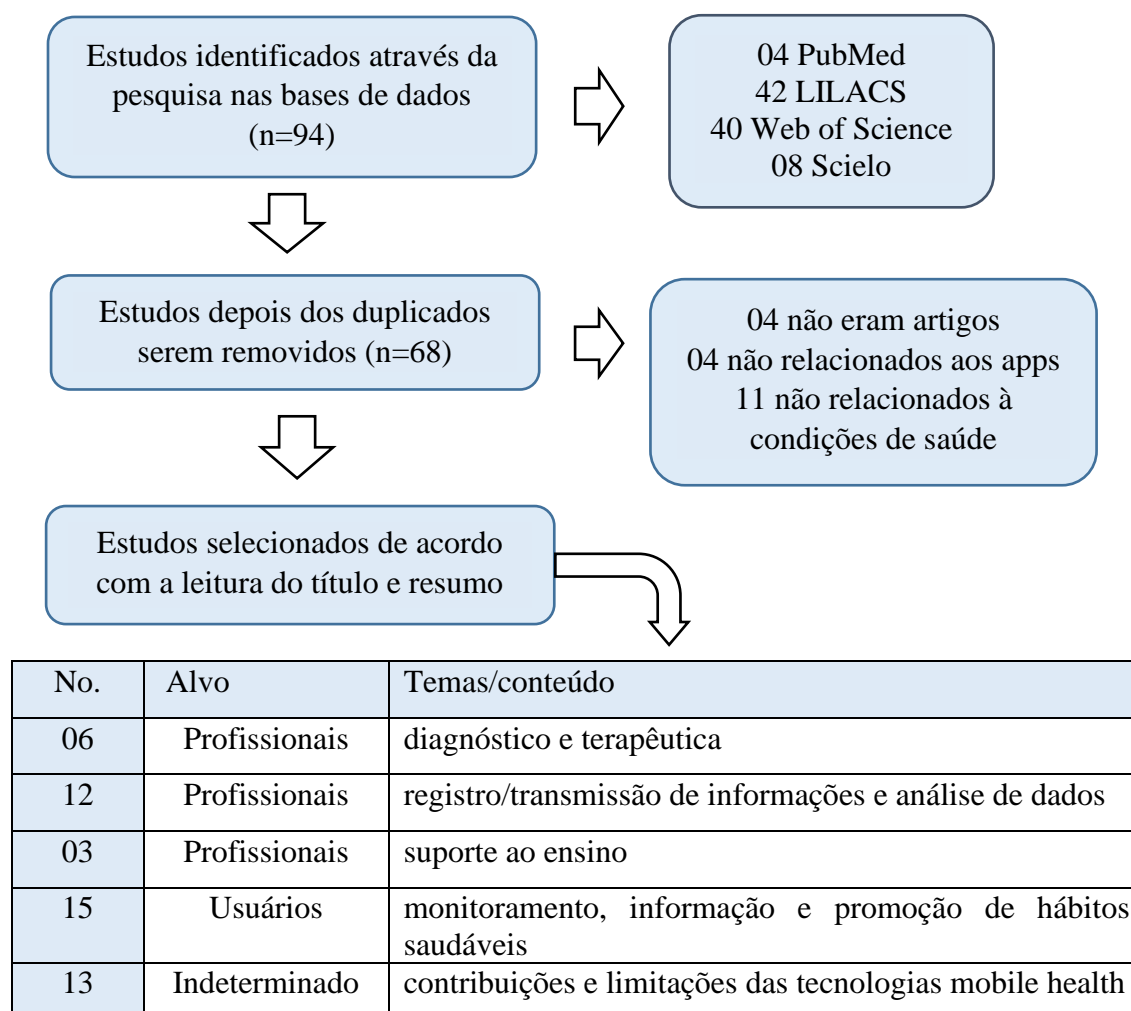 Estudos identificados através da
pesquisa nas bases de dados
(n=94)
04 PubMed
42 LILACS
40 Web of Science
08 Scielo
Estudos depois dos duplicados
serem removidos (n=68)
04 não eram artigos
04 não relacionados aos apps
11 não relacionados à
condições de saúde
Estudos selecionados de acordo
com a leitura do título e resumo
No. Alvo Temas/conteúdo
06 Profissionais diagnóstico e terapêutica
12 Profissionais registro/transmissão de informações e análise de dados
03 Profissionais suporte ao ensino
15 Usuários monitoramento, informação e promoção de hábitos
saudáveis
13 Indeterminado contribuições e limitações das tecnologias mobile health